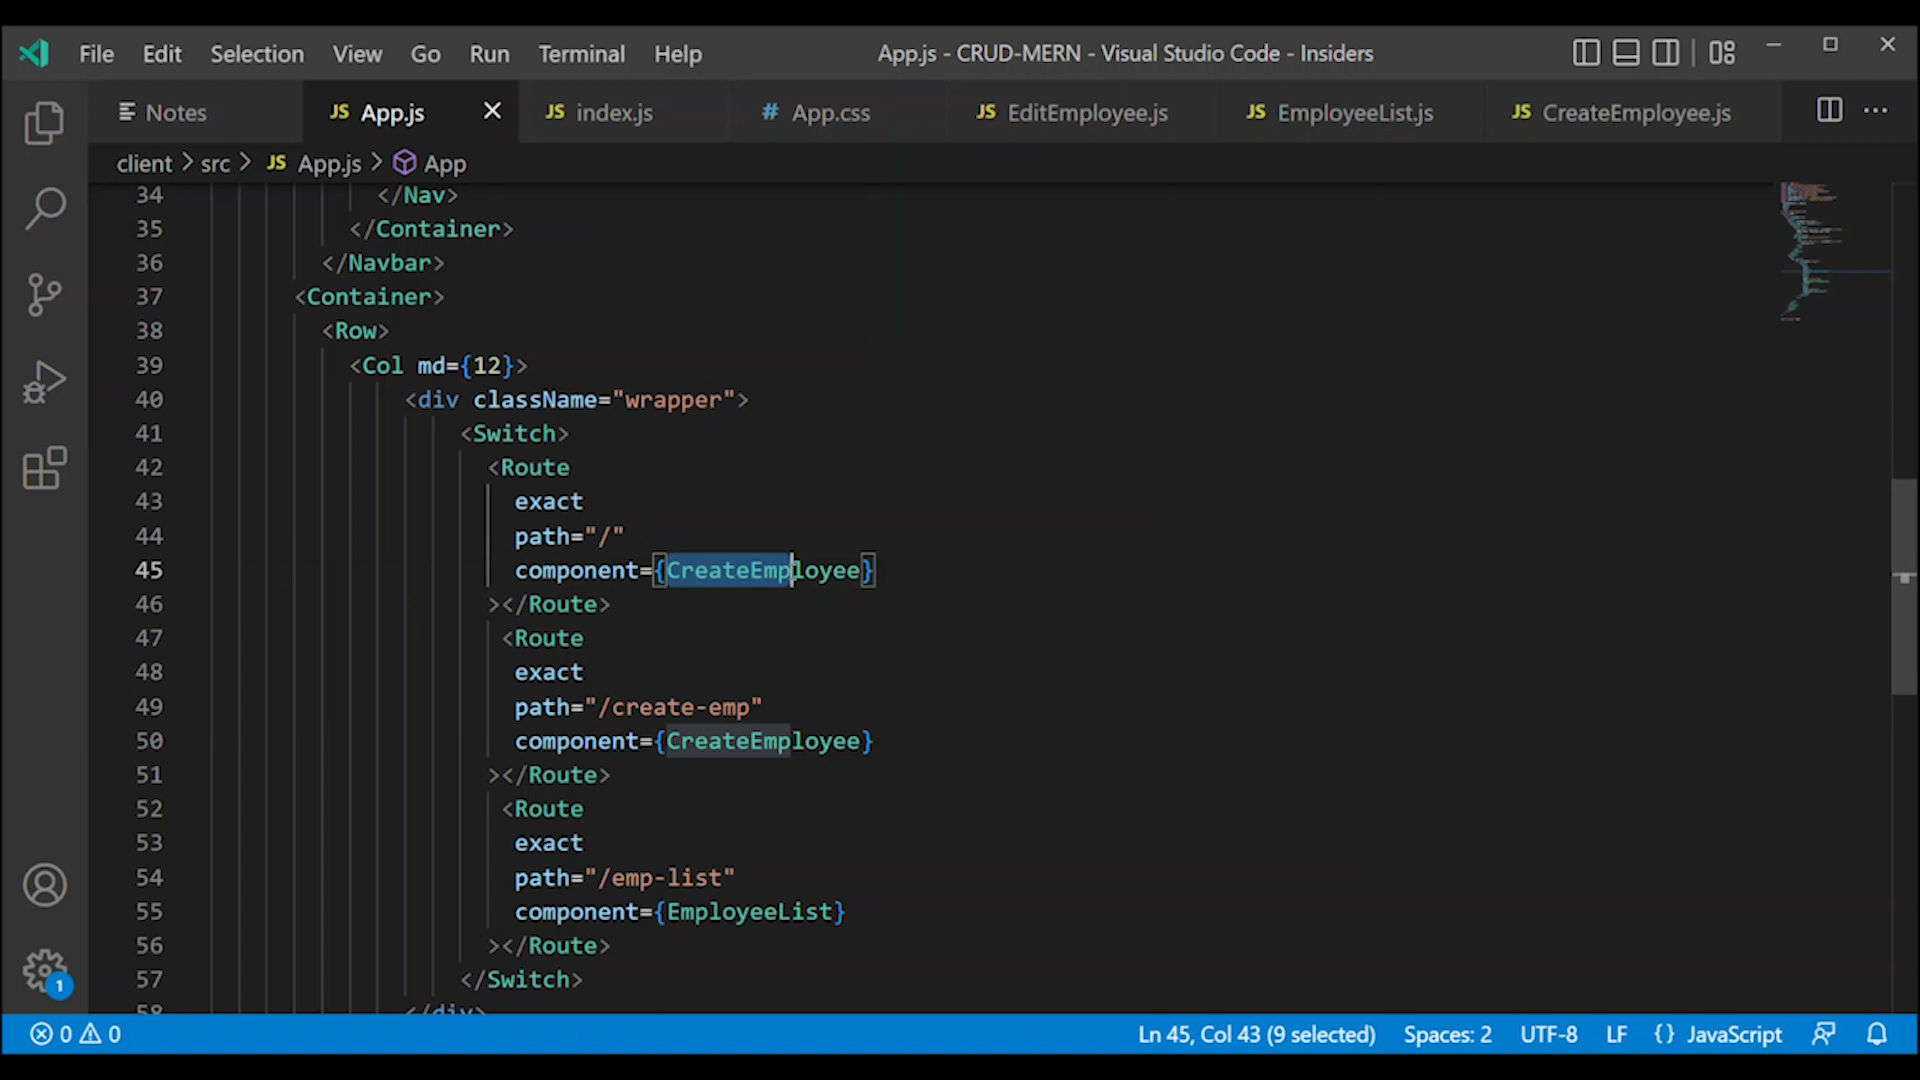 File Edit Selection View Go Run Terminal Help App.js - CRUD-MERN - Visual Studio Code - Insiders
Notes JS App.js JS index.js # App.css JS EditEmployee.js JS EmployeeList.js JS CreateEmployee.js
client > src > JS App.js > App
34 </Nav>
35 </Container>
36 </Navbar>
37 <Container>
38 <Row>
39 <Col md={12}>
40 <div className="wrapper">
41 <Switch>
42 <Route
43 exact
44 path="/"
45 component={CreateEmployee}
46 ></Route>
47 <Route
48 exact
49 path="/create-emp"
50 component={CreateEmployee}
51 ></Route>
52 <Route
53 exact
54 path="/emp-list"
55 component={EmployeeList}
56 ></Route>
57 </Switch>
58 </div>
1
0 0 Ln 45, Col 43 (9 selected) Spaces: 2 UTF-8 LF {} JavaScript